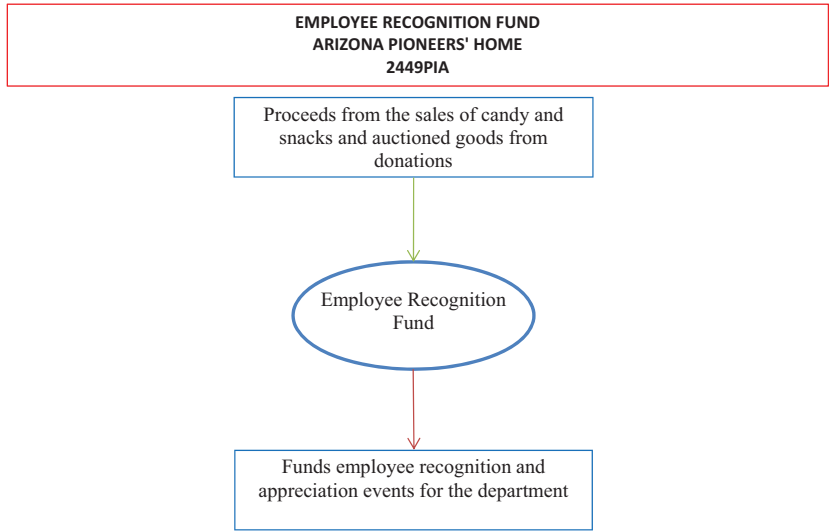 EMPLOYEE RECOGNITION FUND
ARIZONA PIONEERS' HOME
2449PIA
Proceeds from the sales of candy and
snacks and auctioned goods from
donations
Employee Recognition
Fund
Funds employee recognition and
appreciation events for the department